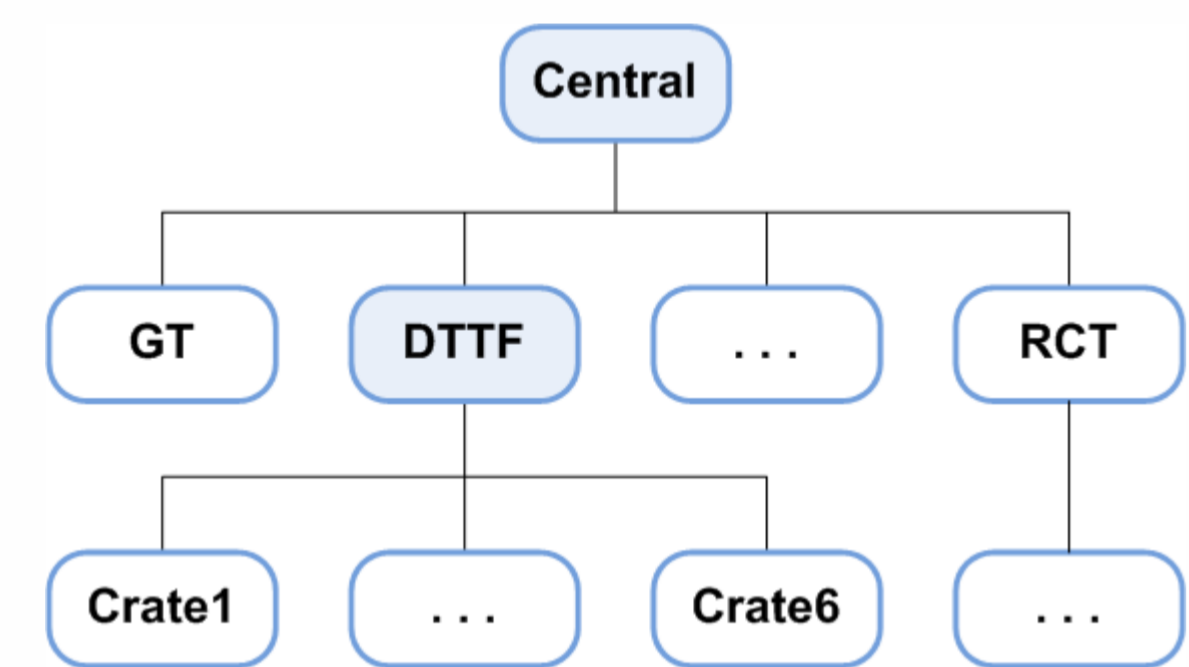 Central
GT
DTTF
. . .
RCT
Crate1
. . .
Crate6
. . .